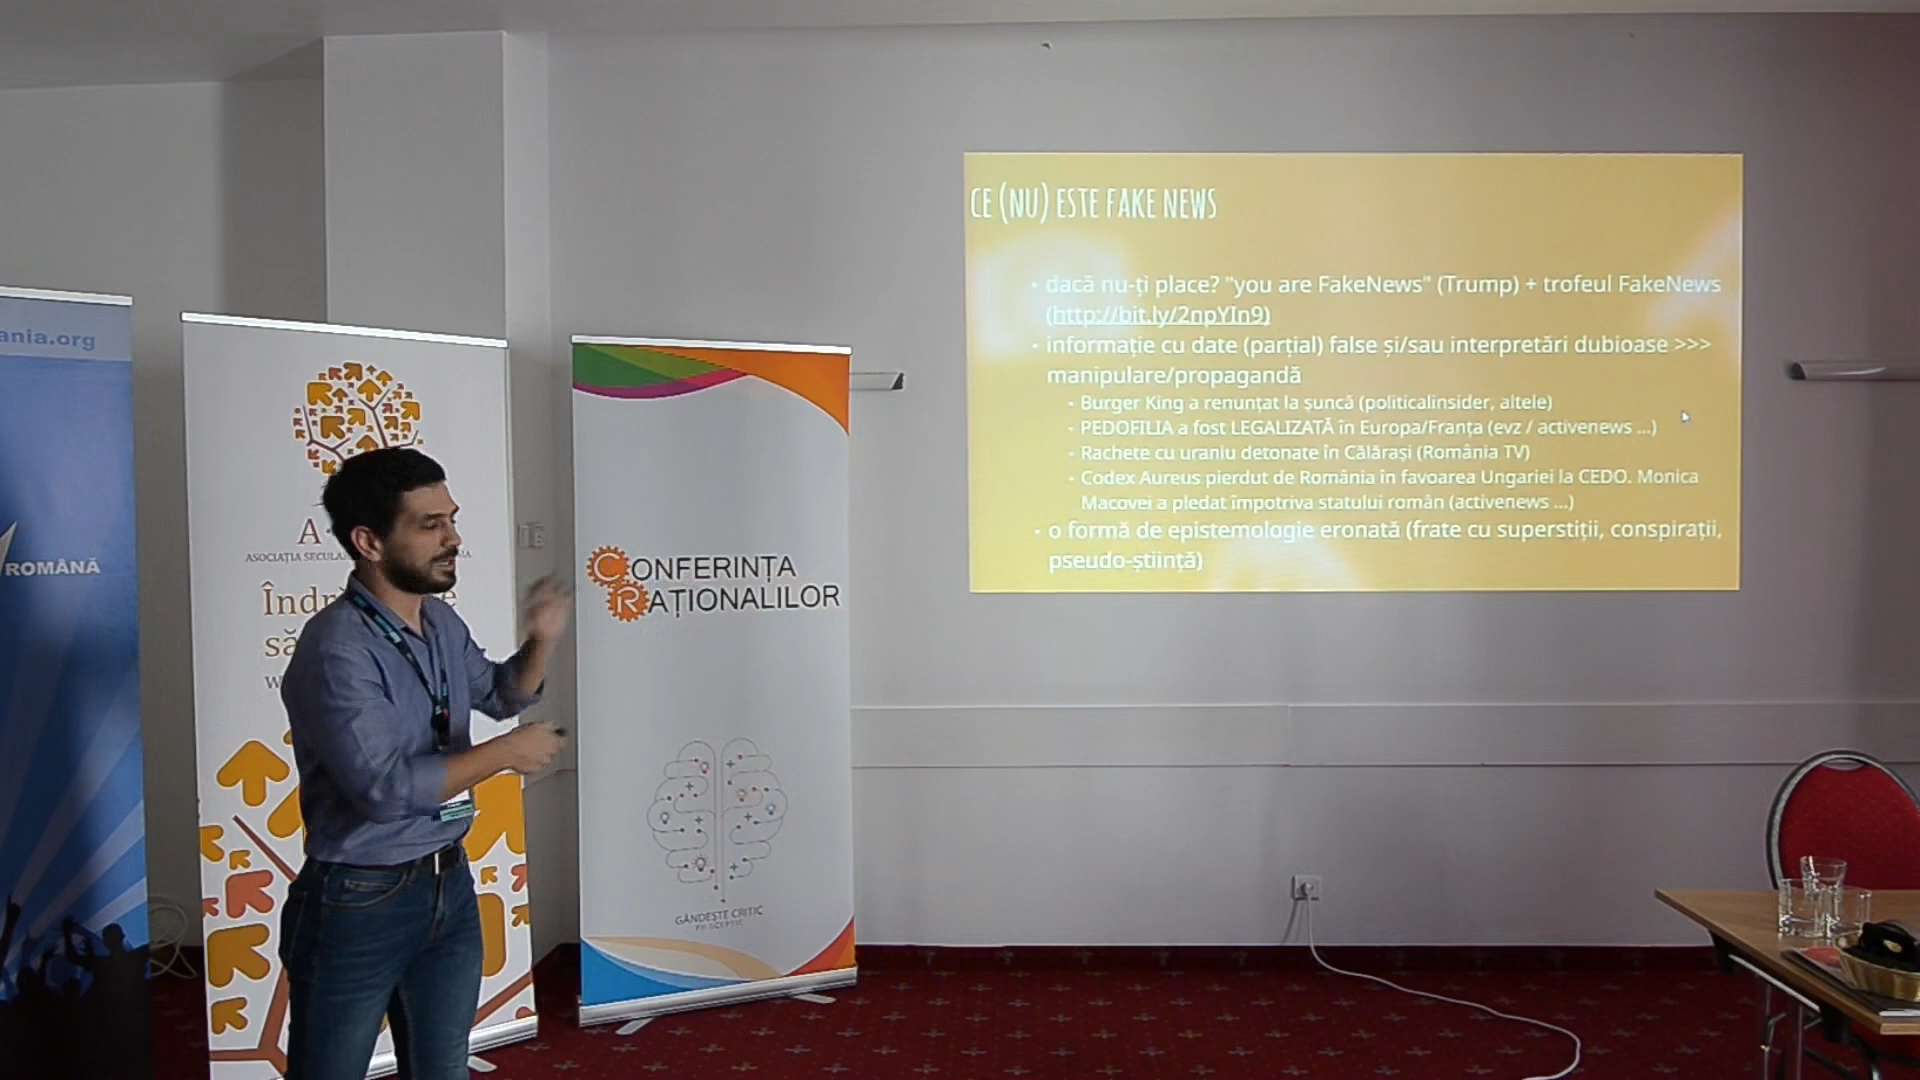 CE (NU) ESTE FAKE NEWS
• dacă nu-ți place? "you are FakeNews" (Trump) + trofeul FakeNews
(http://bit.ly/2npYIn9)
• informație cu date (parțial) false și/sau interpretări dubioase >>>
manipulare/propagandă
• Burger King a renunțat la șuncă (politicalinsider, altele)
• PEDOFILIA a fost LEGALIZATĂ în Europa/Franța (evz / activenews ...)
• Rachete cu uraniu detonate în Călărași (România TV)
• Codex Aureus pierdut de România în favoarea Ungariei la CEDO. Monica
Macovei a pledat împotriva statului român (activenews ...)
• o formă de epistemologie eronată (frate cu superstiții, conspirații,
pseudo-știință)
ania.org
ROMÂNĂ
A
ASOCIAȚIA
Îndr
să
w
CONFERINȚA
RAȚIONALILOR
GÂNDEȘTE CRITIC
FII SCEPTIC